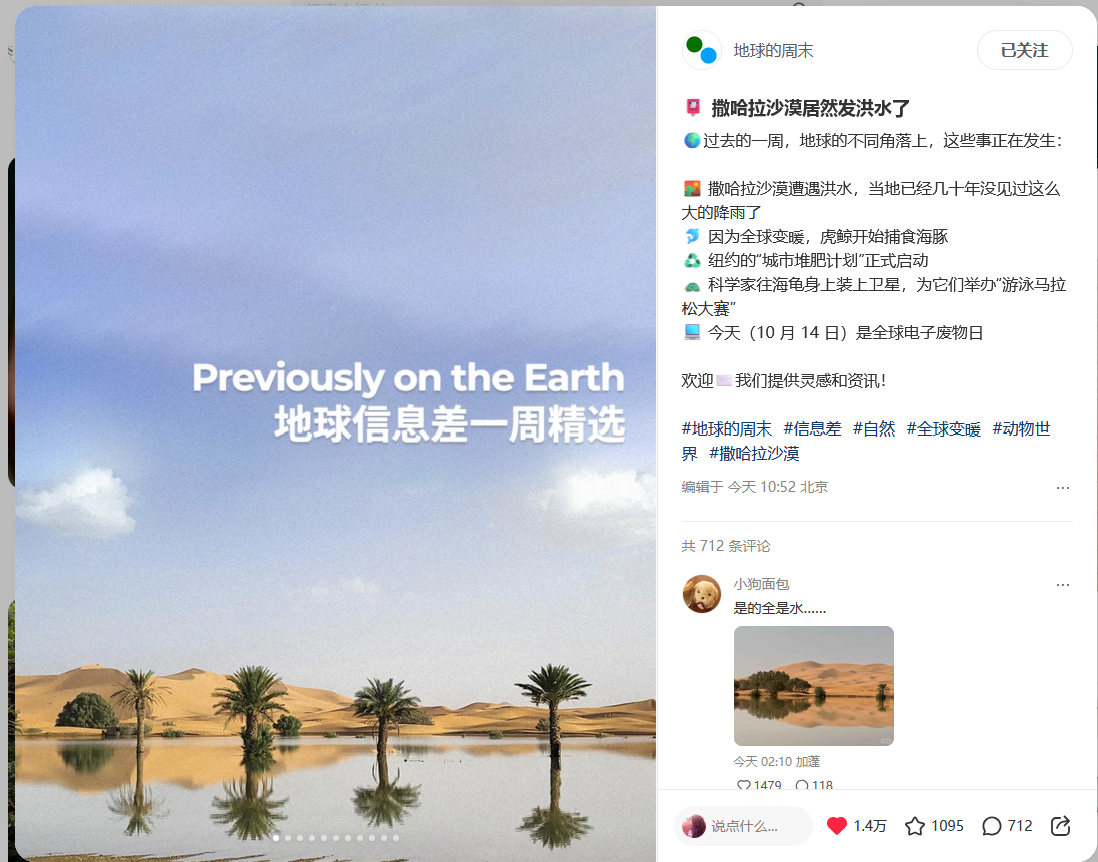 Previously on the Earth
地球信息差一周精选
地球的周末
已关注
撒哈拉沙漠居然发洪水了
过去的一周，地球的不同角落上，这些事正在发生：
撒哈拉沙漠遭遇洪水，当地已经几十年没见过这么
大的降雨了
因为全球变暖，虎鲸开始捕食海豚
纽约的“城市堆肥计划”正式启动
科学家往海龟身上装上卫星，为它们举办“游泳马拉
松大赛”
今天（10 月 14 日）是全球电子废物日
欢迎✉️我们提供灵感和资讯！
#地球的周末 #信息差 #自然 #全球变暖 #动物世
界 #撒哈拉沙漠
编辑于 今天 10:52 北京
共 712 条评论
小狗面包
是的全是水......
今天 02:10 加蓬
1479 118
说点什么...
1.4万 1095 712